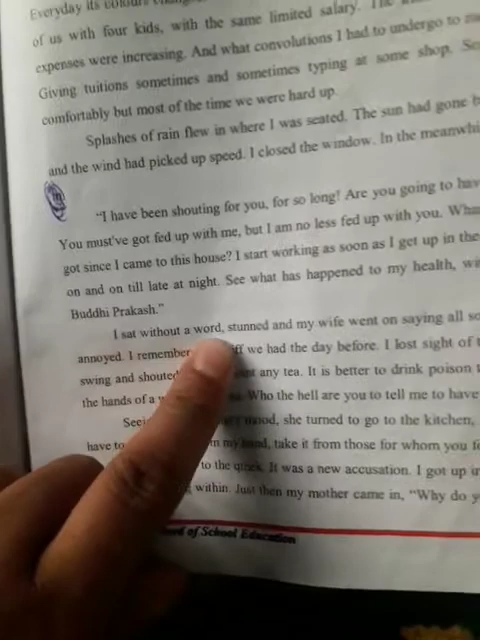 Everyday its colours
of us with four kids, with the same limited salary. The
expenses were increasing. And what convolutions I had to undergo to
Giving tuitions sometimes and sometimes typing at some shop.
comfortably but most of the time we were hard up.
Splashes of rain flew in where I was seated. The sun had gone
and the wind had picked up speed. I closed the window. In the
"I have been shouting for you, for so long! Are you going to
You must've got fed up with me, but I am no less fed up with you.
got since I came to this house? I start working as soon as I get up in the
on and on till late at night. See what has happened to my health,
Buddhi Prakash."
I sat without a word, stunned and my wife went on saying all
annoyed. I remember we had the day before. I lost sight of
swing and shouted any tea. It is better to drink poison
the hands of a Who the hell are you to tell me to have
mood, she turned to go to the kitchen,
have to my hand, take it from those for whom you
to the quick. It was a new accusation. I got up
within. Just then my mother came in, "Why do
of School Education